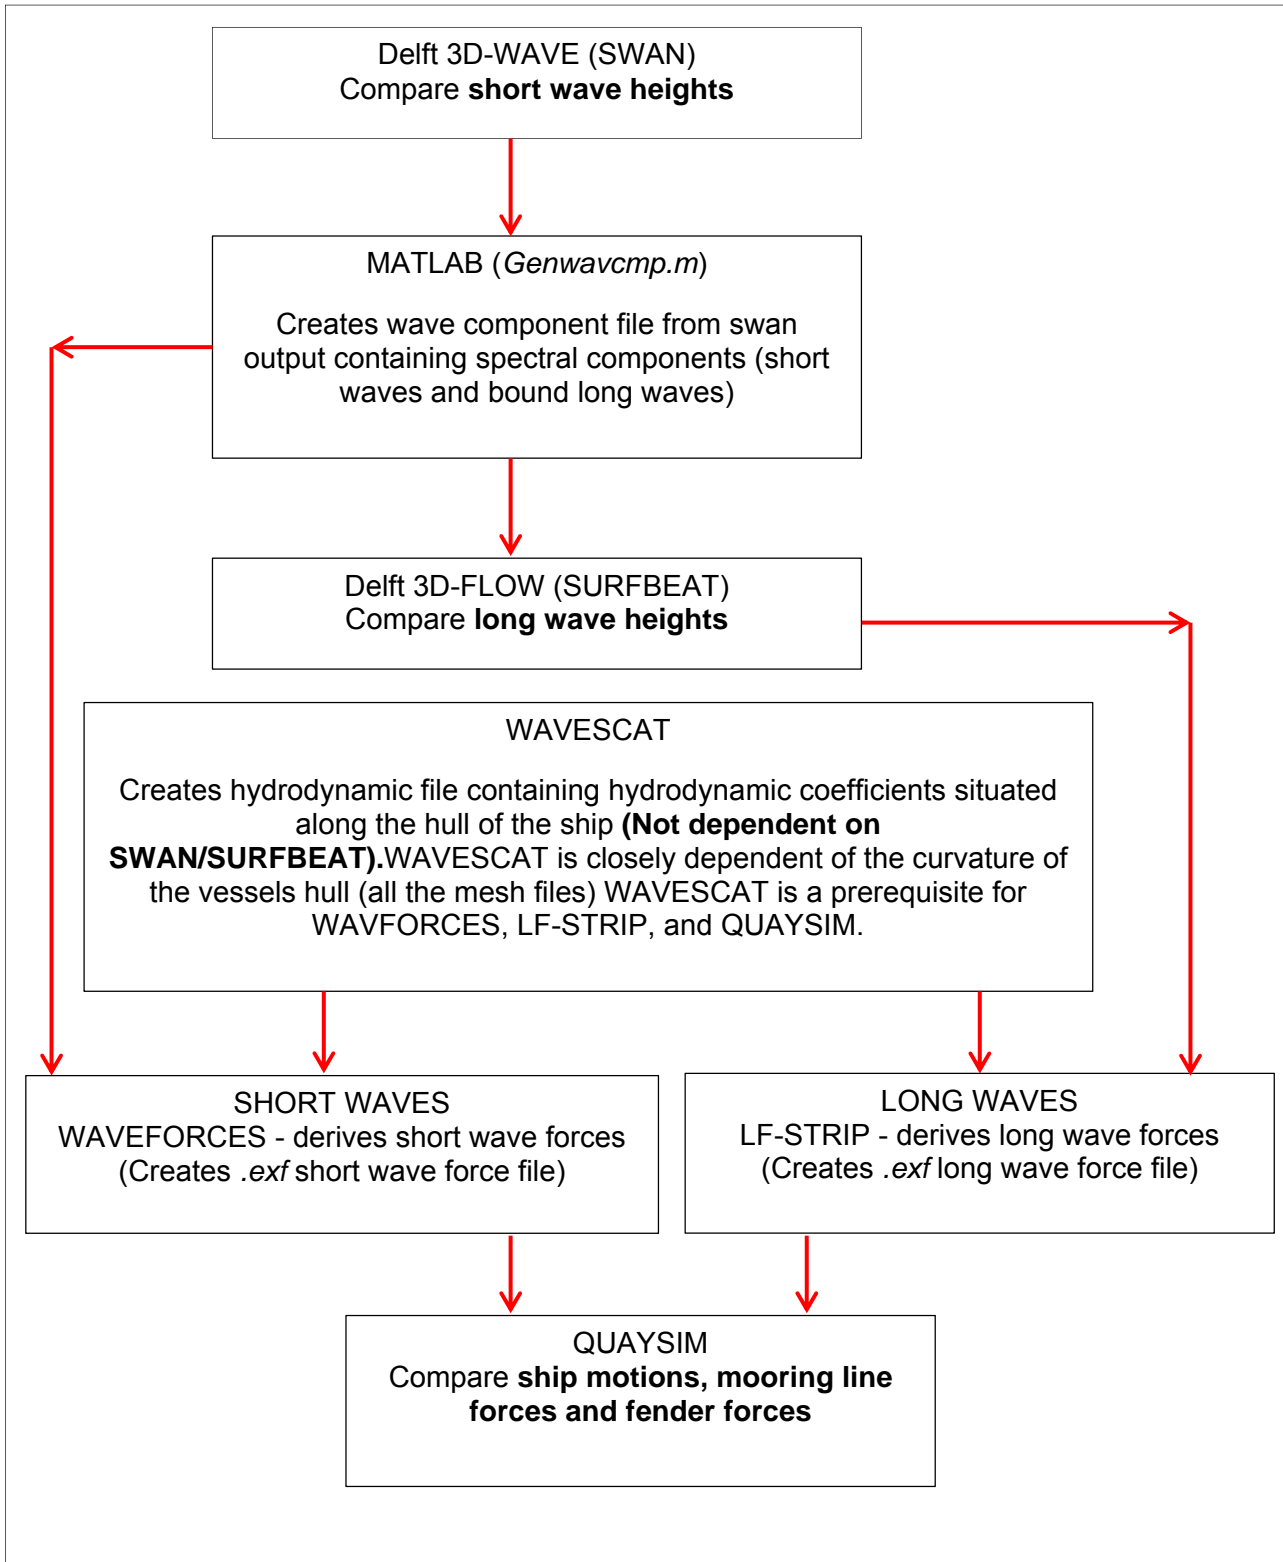 Delft 3D-WAVE (SWAN)
Compare short wave heights
MATLAB (Genwavcmp.m)
Creates wave component file from swan
output containing spectral components (short
waves and bound long waves)
Delft 3D-FLOW (SURFBEAT)
Compare long wave heights
WAVESCAT
Creates hydrodynamic file containing hydrodynamic coefficients situated
along the hull of the ship (Not dependent on
SWAN/SURFBEAT).WAVESCAT is closely dependent of the curvature of
the vessels hull (all the mesh files) WAVESCAT is a prerequisite for
WAVFORCES, LF-STRIP, and QUAYSIM.
SHORT WAVES
WAVEFORCES - derives short wave forces
(Creates .exf short wave force file)
LONG WAVES
LF-STRIP - derives long wave forces
(Creates .exf long wave force file)
QUAYSIM
Compare ship motions, mooring line
forces and fender forces